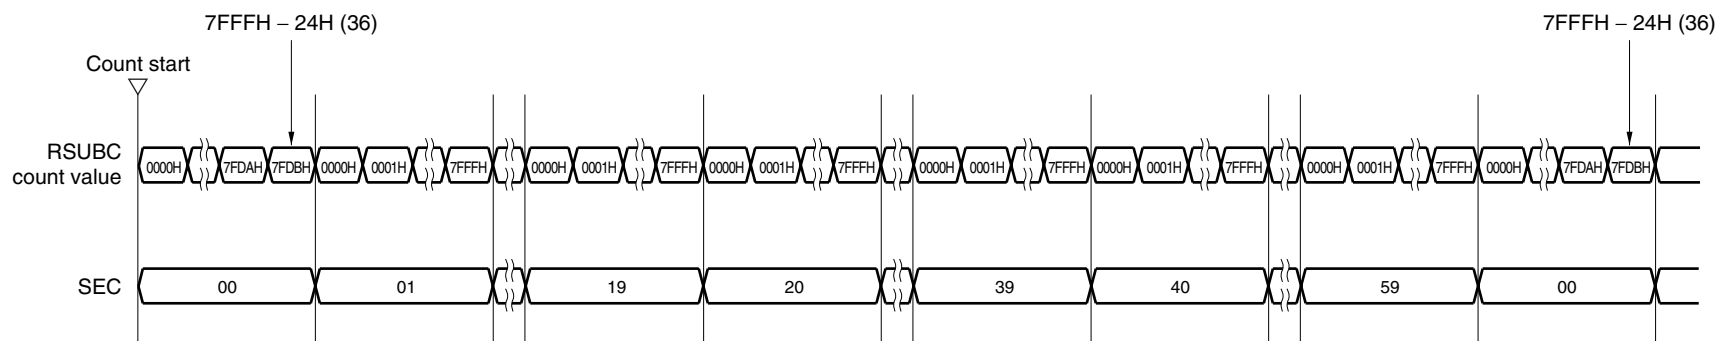 7FFFH – 24H (36) 7FFFH – 24H (36)
Count start
RSUBC
count value
0000H 7FDAH 7FDBH 0000H 0001H 7FFFH 0000H 0001H 7FFFH 0000H 0001H 7FFFH 0000H 0001H 7FFFH 0000H 0001H 7FFFH 0000H 0001H 7FFFH 0000H 7FDAH 7FDBH
SEC 00 01 19 20 39 40 59 00